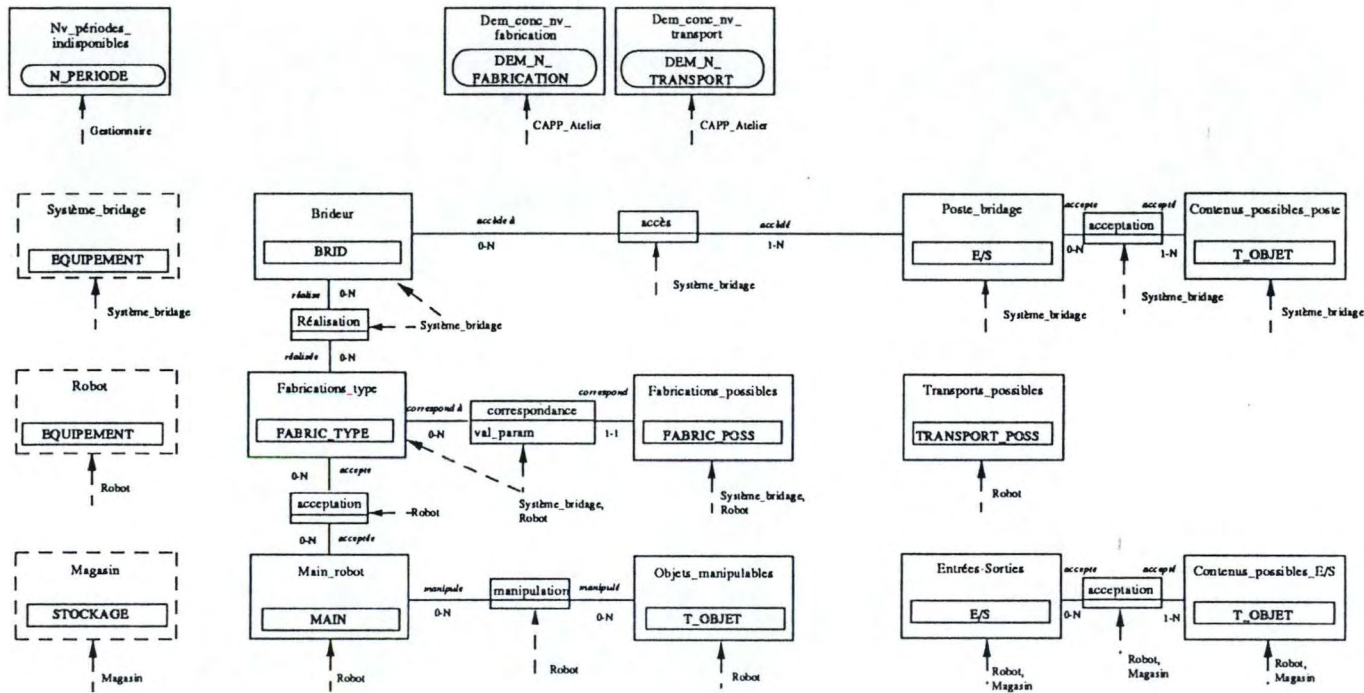 Nv_périodes_
indisponibles
N_PERIODE
Gestionnaire
Dem_conc_nv_
fabrication
DEM_N_
FABRICATION
CAPP_Atelier
Dem_conc_nv_
transport
DEM_N_
TRANSPORT
CAPP_Atelier
Système_bridage
EQUIPEMENT
Système_bridage
Brideur
BRID
accède à
0-N
accès
accédé
1-N
Système_bridage
Poste_bridage
E/S
Système_bridage
accepte
0-N
acceptation
accepté
1-N
Système_bridage
Contenus_possibles_poste
T_OBJET
Système_bridage
réalise
0-N
Réalisation
Système_bridage
réalisée
0-N
Robot
EQUIPEMENT
Robot
Fabrications_type
FABRIC_TYPE
correspond à
0-N
correspondance
val_param
correspond
1-1
Système_bridage,
Robot
Fabrications_possibles
FABRIC_POSS
Système_bridage,
Robot
Transports_possibles
TRANSPORT_POSS
Robot
0-N
accepte
acceptation
Robot
0-N
acceptée
Magasin
STOCKAGE
Magasin
Main_robot
MAIN
Robot
manipule
0-N
manipulation
manipulé
0-N
Robot
Objets_manipulables
T_OBJET
Robot
Entrées-Sorties
E/S
Robot,
Magasin
accepte
0-N
acceptation
accepté
1-N
Robot,
Magasin
Contenus_possibles_E/S
T_OBJET
Robot,
Magasin